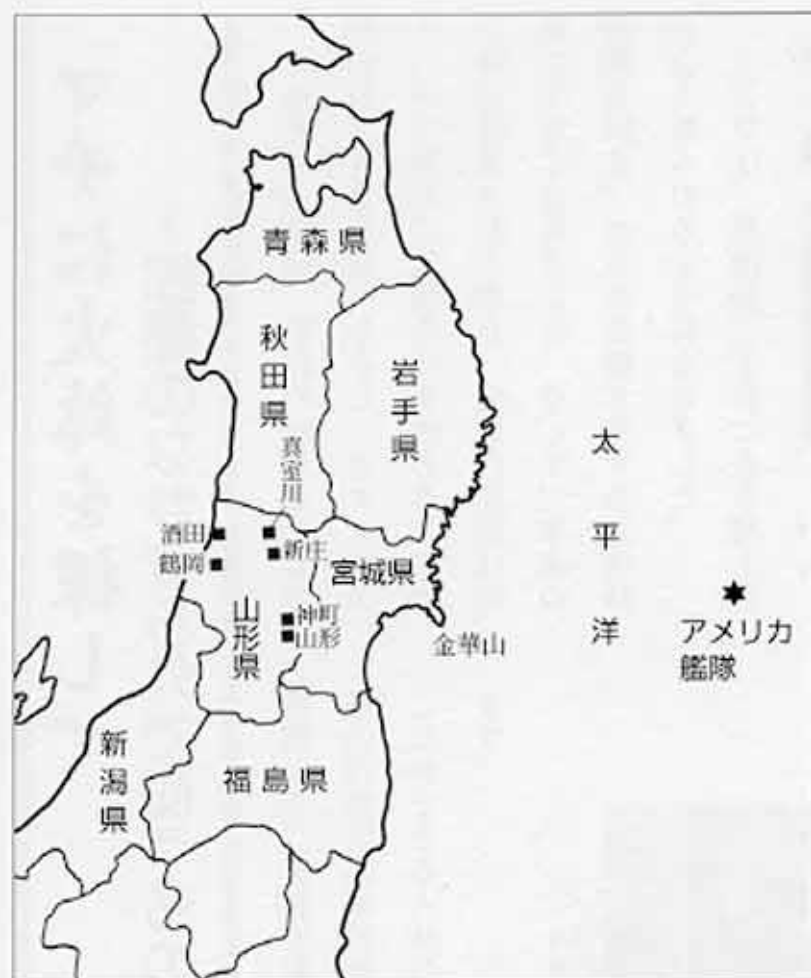 青森県
秋田県
岩手県
真室川
酒田
鶴岡
新庄
宮城県
神町
山形
山形県
金華山
太平洋
アメリカ
艦隊
新潟県
福島県